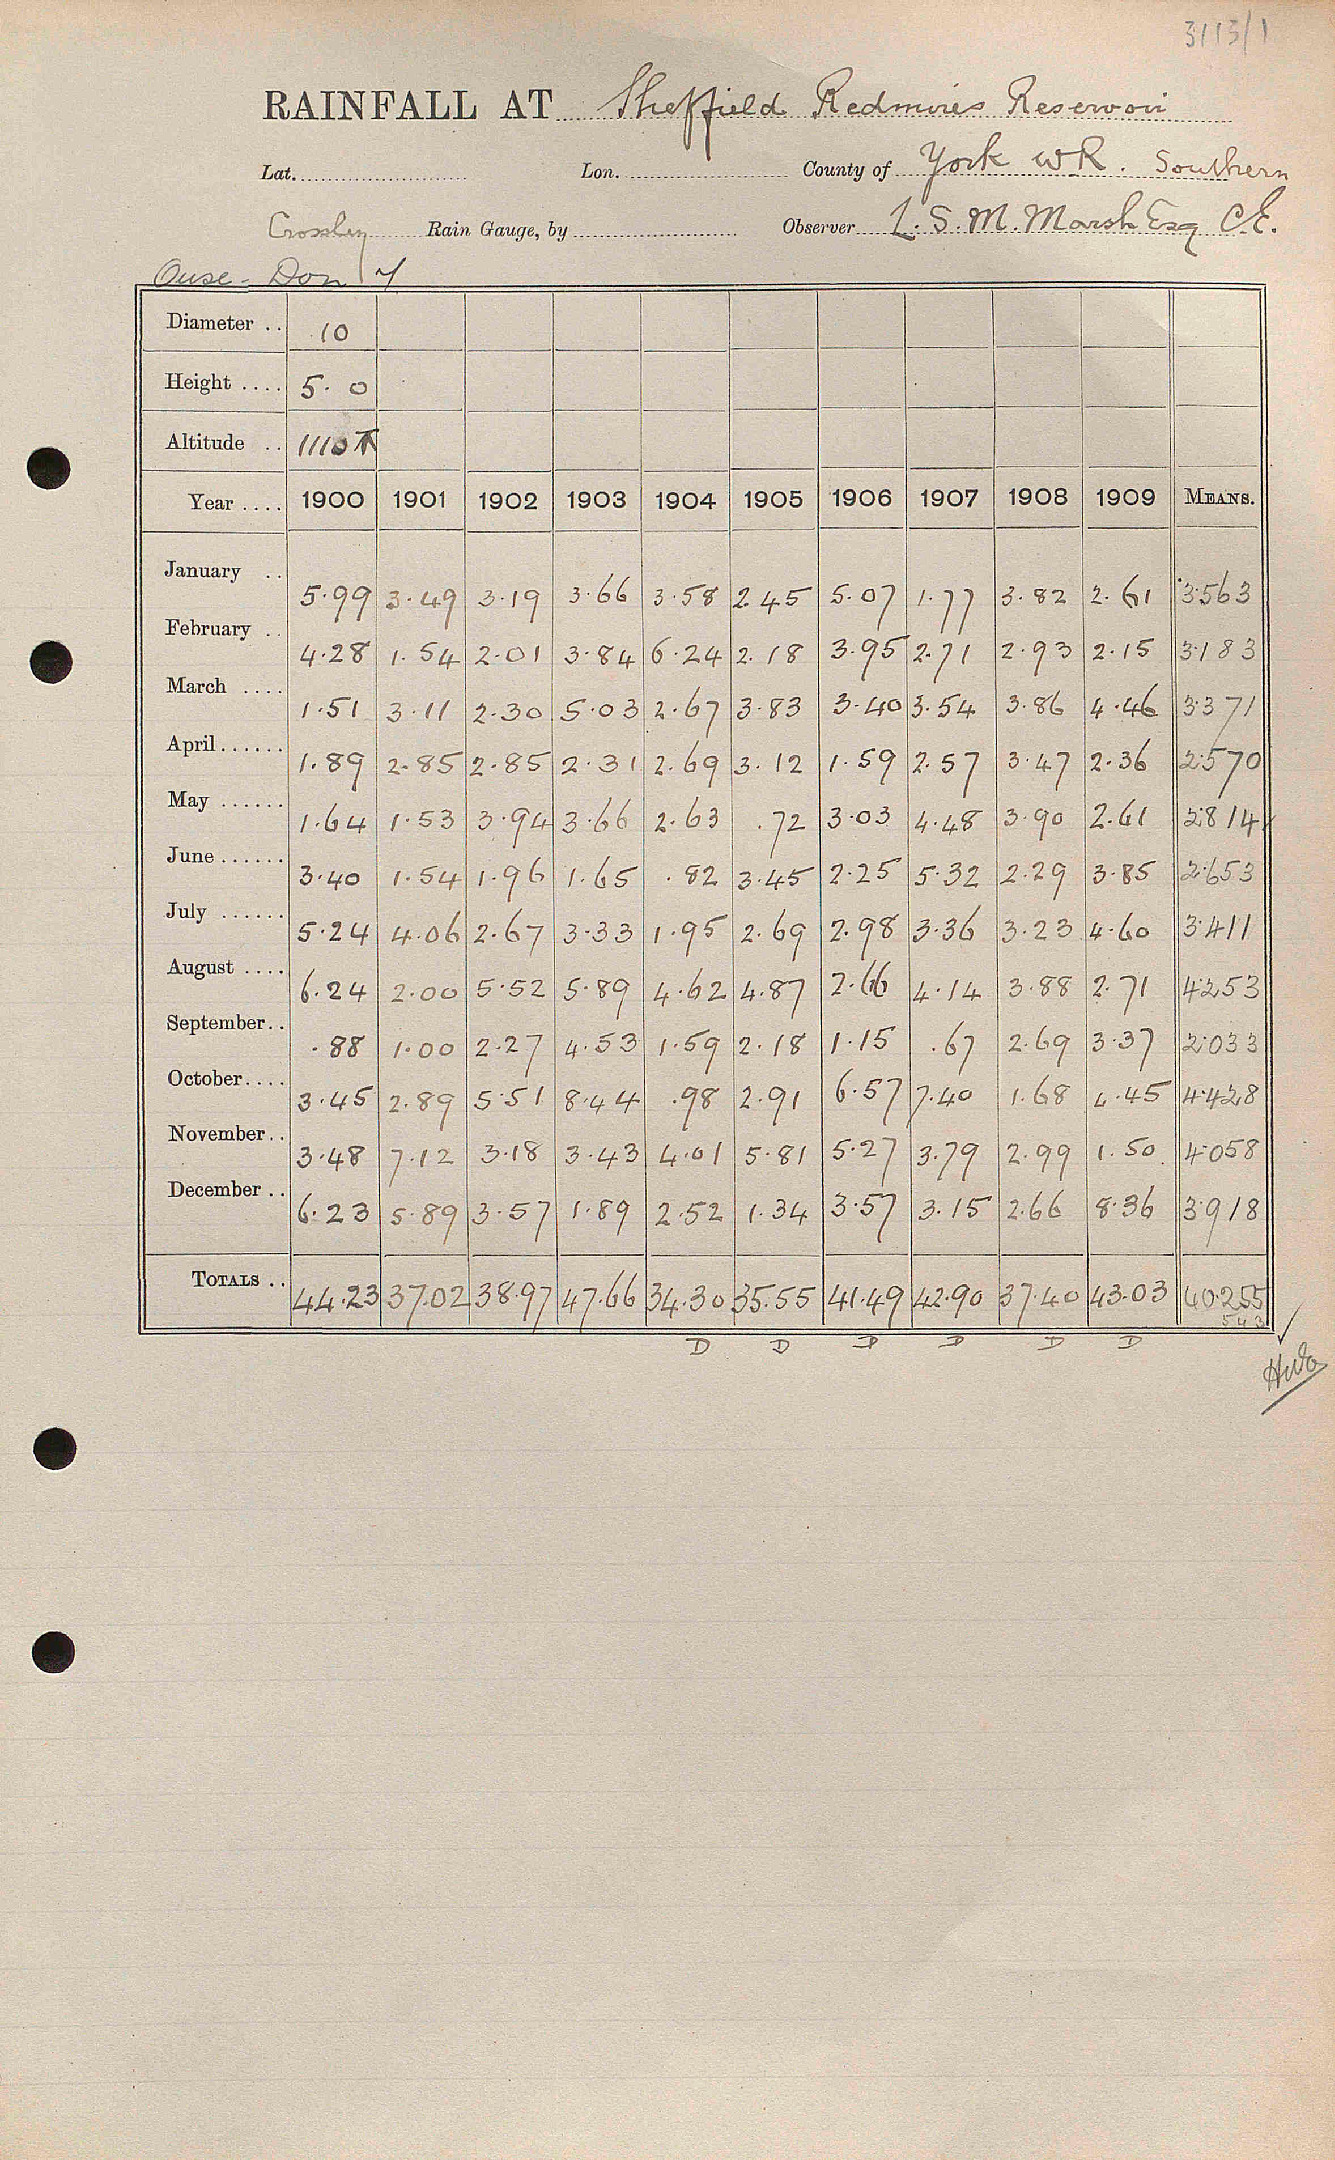 3113/1
RAINFALL AT Sheffield Redmires Reservoir
Lat. Lon. County of York W R. Southern
Crossley Rain Gauge, by Observer L. S. M. Marsh Esq C.E.
Ouse - Don 7
Diameter .. 10
Height .... 5. 0
Altitude .. 1110 T
Year .... 1900 1901 1902 1903 1904 1905 1906 1907 1908 1909 MEANS.
January .. 5.99 3.49 3.19 3.66 3.58 2.45 5.07 1.77 3.82 2.61 3.563
February .. 4.28 1.54 2.01 3.84 6.24 2.18 3.95 2.71 2.93 2.15 3.183
March .... 1.51 3.11 2.30 5.03 2.67 3.83 3.40 3.54 3.86 4.46 3.371
April...... 1.89 2.85 2.85 2.31 2.69 3.12 1.59 2.57 3.47 2.36 2.570
May ...... 1.64 1.53 3.94 3.66 2.63 .72 3.03 4.48 3.90 2.61 2.814
June ...... 3.40 1.54 1.96 1.65 .82 3.45 2.25 5.32 2.29 3.85 2.653
July ...... 5.24 4.06 2.67 3.33 1.95 2.69 2.98 3.36 3.23 4.60 3.411
August .... 6.24 2.00 5.52 5.89 4.62 4.87 2.66 4.14 3.88 2.71 4.253
September.. .88 1.00 2.27 4.53 1.59 2.18 1.15 .67 2.69 3.37 2.033
October.... 3.45 2.89 5.51 8.44 .98 2.91 6.57 7.40 1.68 4.45 4.428
November.. 3.48 7.12 3.18 3.43 4.01 5.81 5.27 3.79 2.99 1.50 4.058
December .. 6.23 5.89 3.57 1.89 2.52 1.34 3.57 3.15 2.66 8.36 3.918
TOTALS .. 44.23 37.02 38.97 47.66 34.30 35.55 41.49 42.90 37.40 43.03 40.255
543
D D D D D D